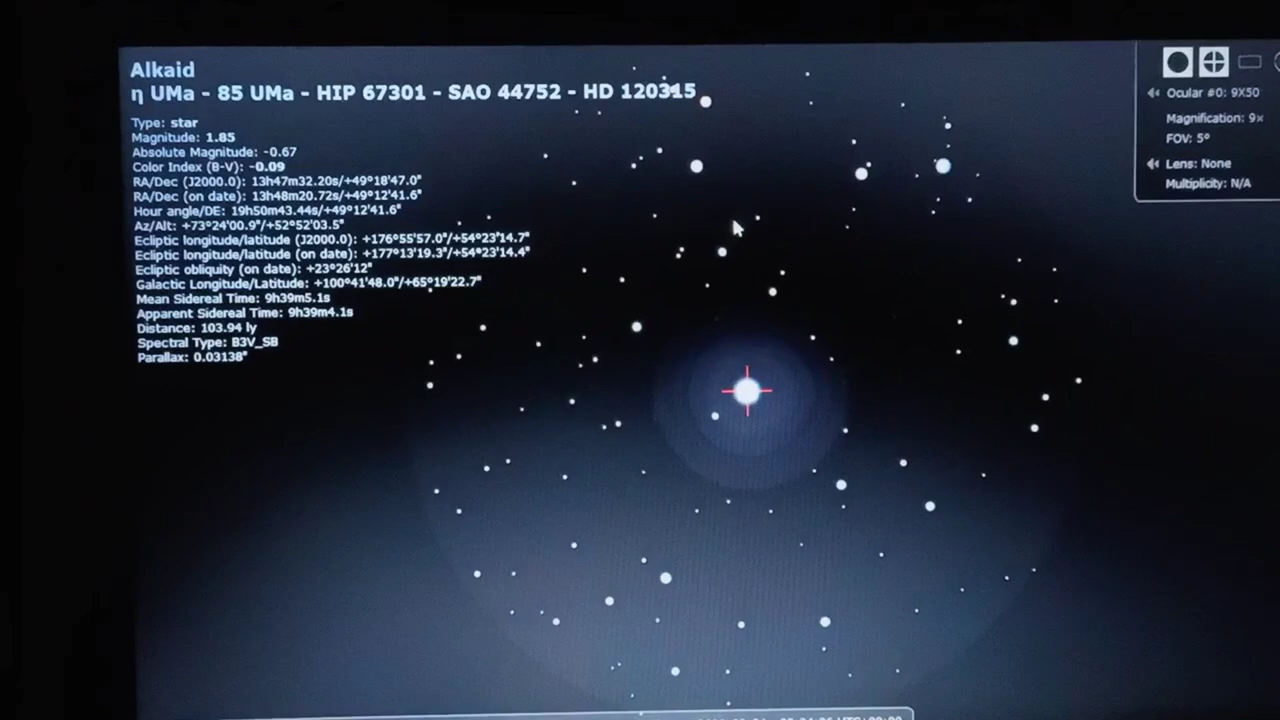 Alkaid
η UMa - 85 UMa - HIP 67301 - SAO 44752 - HD 120315
Type: star
Magnitude: 1.85
Absolute Magnitude: -0.67
Color Index (B-V): -0.09
RA/Dec (J2000.0): 13h47m32.20s/+49°18'47.0"
RA/Dec (on date): 13h48m20.72s/+49°12'41.6"
Hour angle/DE: 19h50m43.44s/+49°12'41.6"
Az/Alt: +73°24'00.9"/+52°52'03.5"
Ecliptic longitude/latitude (J2000.0): +176°55'57.0"/+54°23'14.7"
Ecliptic longitude/latitude (on date): +177°13'19.3"/+54°23'14.4"
Ecliptic obliquity (on date): +23°26'12"
Galactic Longitude/Latitude: +100°41'48.0"/+65°19'22.7"
Mean Sidereal Time: 9h39m5.1s
Apparent Sidereal Time: 9h39m4.1s
Distance: 103.94 ly
Spectral Type: B3V_SB
Parallax: 0.03138"
Ocular #0: 9X50
Magnification: 9×
FOV: 5°
Lens: None
Multiplicity: N/A